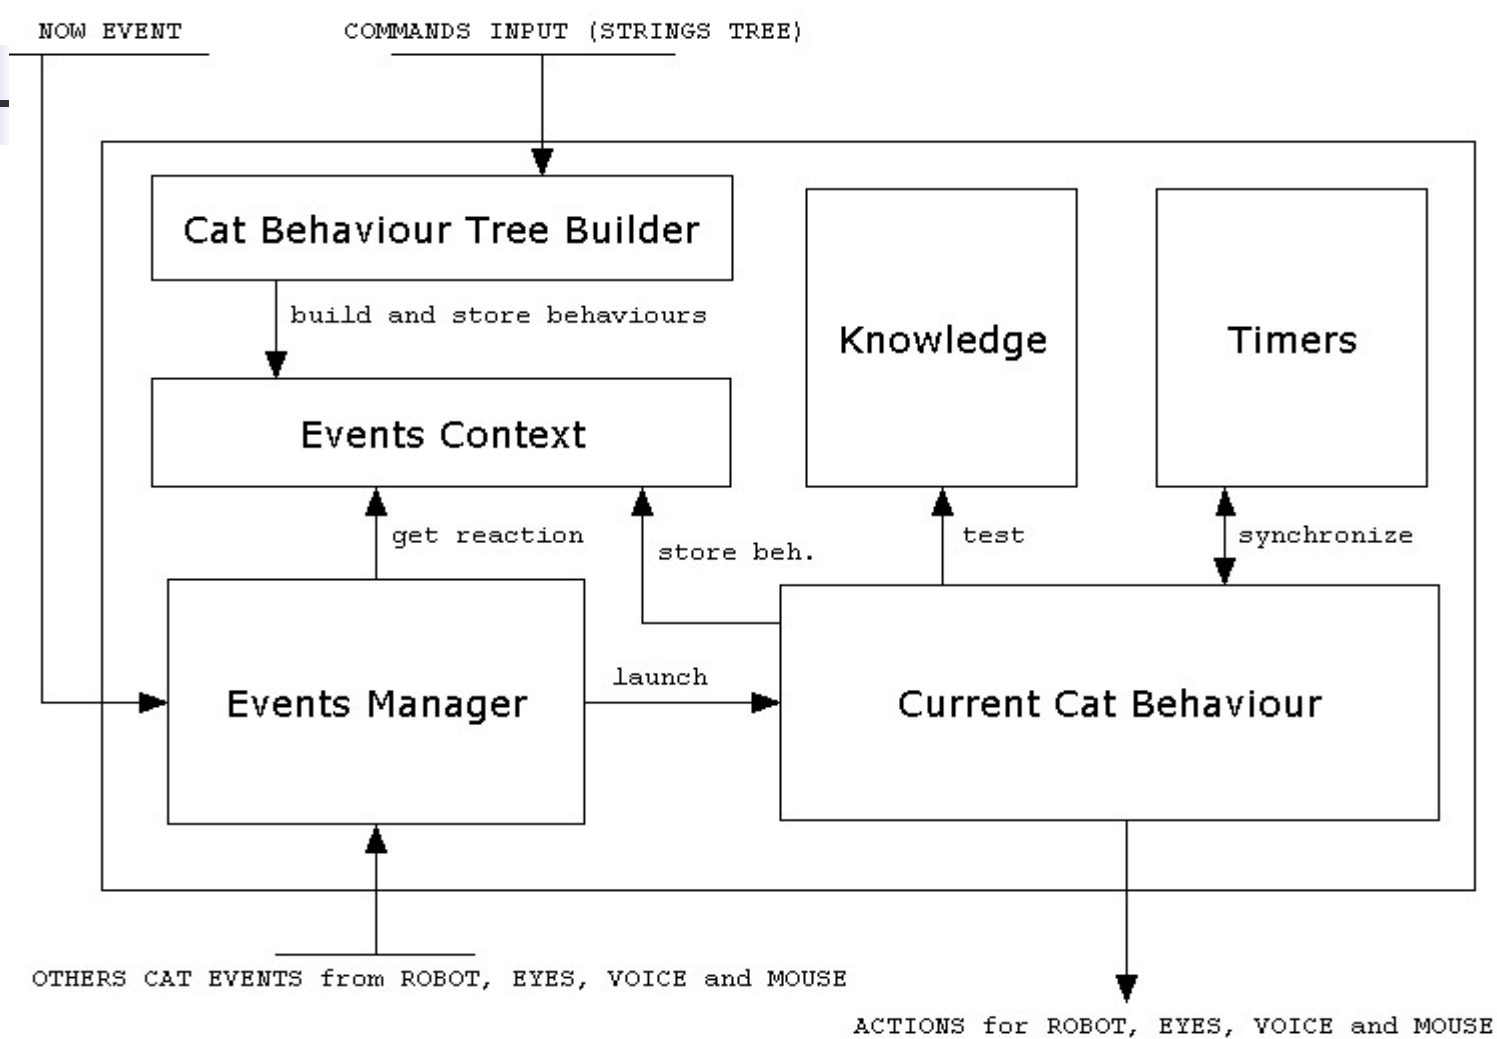 NOW EVENT
COMMANDS INPUT (STRINGS TREE)
Cat Behaviour Tree Builder
build and store behaviours
Knowledge
Timers
Events Context
get reaction
store beh.
test
synchronize
launch
Events Manager
Current Cat Behaviour
OTHERS CAT EVENTS from ROBOT, EYES, VOICE and MOUSE
ACTIONS for ROBOT, EYES, VOICE and MOUSE